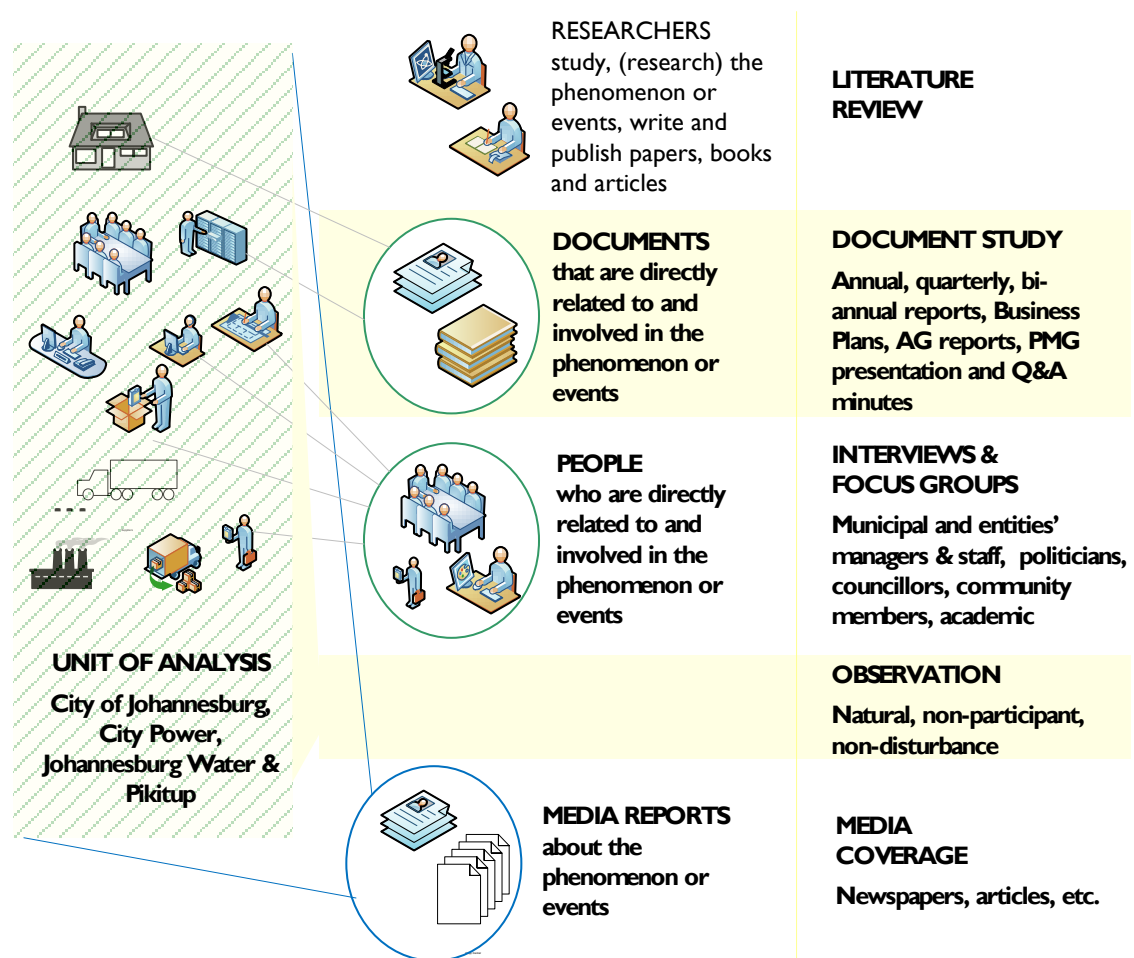 RESEARCHERS
study, (research) the
phenomenon or
events, write and
publish papers, books
and articles
LITERATURE
REVIEW
DOCUMENTS
that are directly
related to and
involved in the
phenomenon or
events
DOCUMENT STUDY
Annual, quarterly, bi-
annual reports, Business
Plans, AG reports, PMG
presentation and Q&A
minutes
PEOPLE
who are directly
related to and
involved in the
phenomenon or
events
INTERVIEWS &
FOCUS GROUPS
Municipal and entities'
managers & staff, politicians,
councillors, community
members, academic
UNIT OF ANALYSIS
City of Johannesburg,
City Power,
Johannesburg Water &
Pikitup
OBSERVATION
Natural, non-participant,
non-disturbance
MEDIA REPORTS
about the
phenomenon or
events
MEDIA
COVERAGE
Newspapers, articles, etc.